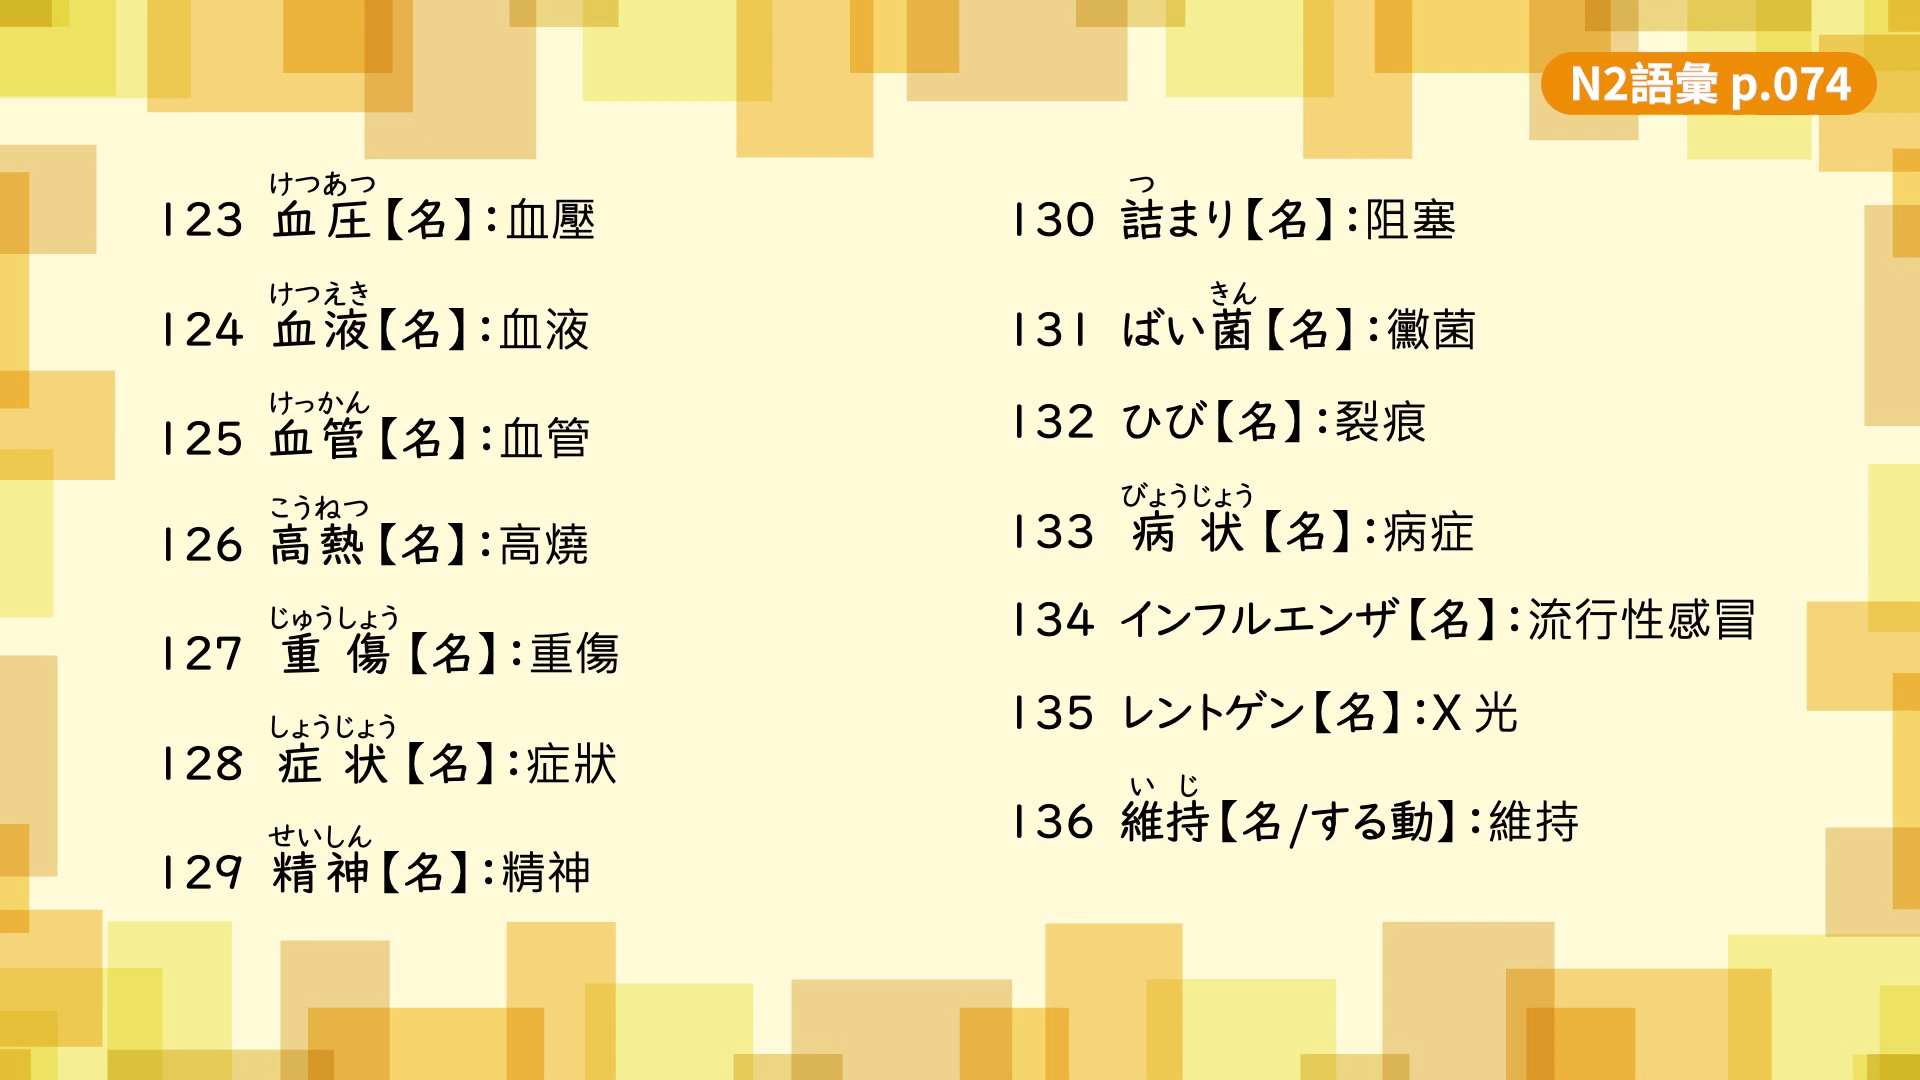 N2語彙 p.074
けつあつ
123 血圧【名】：血壓
けつえき
124 血液【名】：血液
けっかん
125 血管【名】：血管
こうねつ
126 高熱【名】：高燒
じゅうしょう
127 重傷【名】：重傷
しょうじょう
128 症状【名】：症狀
せいしん
129 精神【名】：精神
つ
130 詰まり【名】：阻塞
きん
131 ばい菌【名】：黴菌
132 ひび【名】：裂痕
びょうじょう
133 病状【名】：病症
134 インフルエンザ【名】：流行性感冒
135 レントゲン【名】：X 光
いじ
136 維持【名/する動】：維持